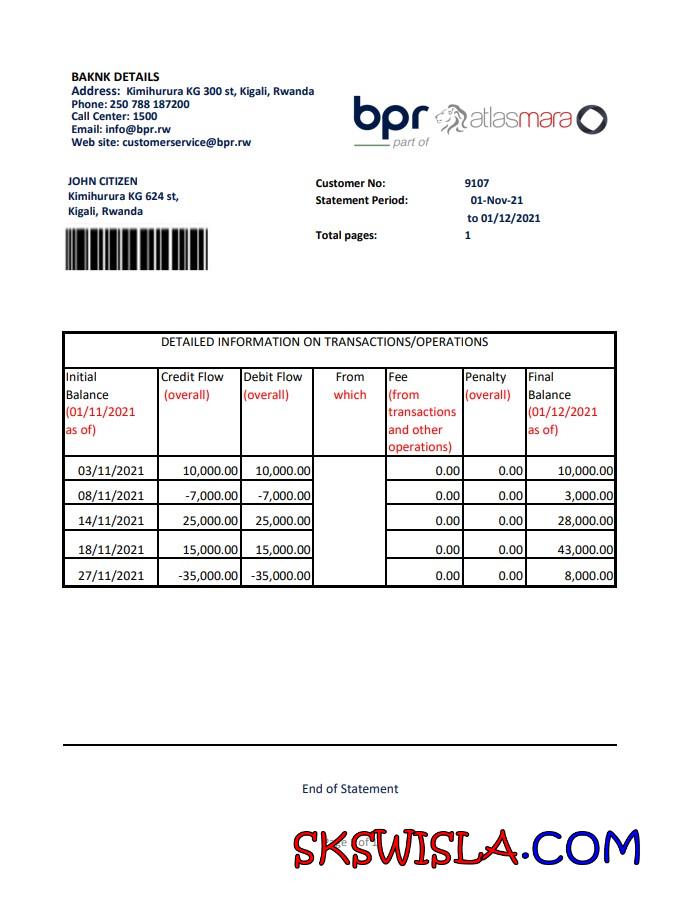 BAKNK DETAILS
Address: Kimihurura KG 300 st, Kigali, Rwanda
Phone: 250 788 187200
Call Center: 1500
Email: info@bpr.rw
Web site: customerservice@bpr.rw
bpr atlasmara
part of
JOHN CITIZEN
Kimihurura KG 624 st,
Kigali, Rwanda
Customer No: 9107
Statement Period: 01-Nov-21
to 01/12/2021
Total pages: 1
DETAILED INFORMATION ON TRANSACTIONS/OPERATIONS
Initial Balance (01/11/2021 as of) Credit Flow (overall) Debit Flow (overall) From which Fee (from transactions and other operations) Penalty (overall) Final Balance (01/12/2021 as of)
03/11/2021 10,000.00 10,000.00 0.00 0.00 10,000.00
08/11/2021 -7,000.00 -7,000.00 0.00 0.00 3,000.00
14/11/2021 25,000.00 25,000.00 0.00 0.00 28,000.00
18/11/2021 15,000.00 15,000.00 0.00 0.00 43,000.00
27/11/2021 -35,000.00 -35,000.00 0.00 0.00 8,000.00
End of Statement
SKSWISLA.COM